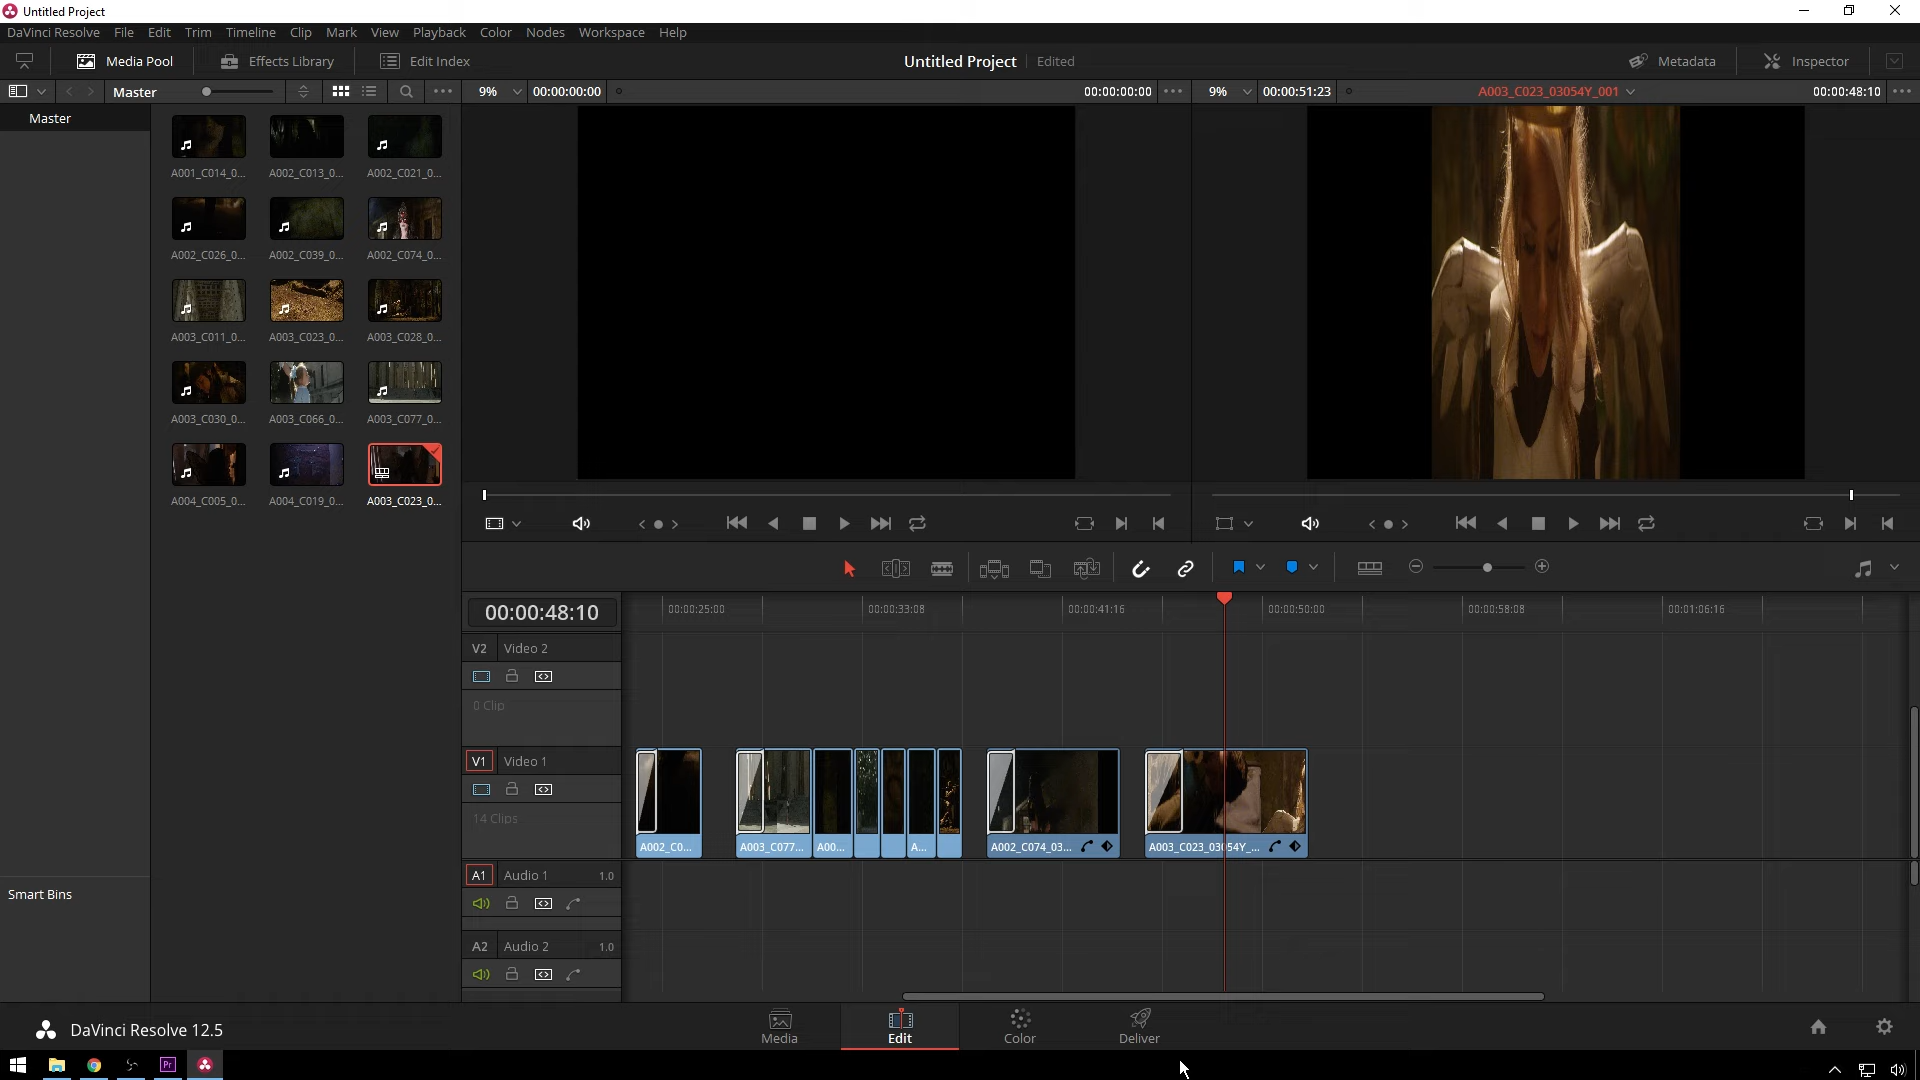 Untitled Project
DaVinci Resolve File Edit Trim Timeline Clip Mark View Playback Color Nodes Workspace Help
Media Pool Effects Library Edit Index Untitled Project Edited Metadata Inspector
Master 9% 00:00:00:00 00:00:00:00 9% 00:00:51:23 A003_C023_03054Y_001 00:00:48:10
Master
A001_C014_0... A002_C013_0... A002_C021_0...
A002_C026_0... A002_C039_0... A002_C074_0...
A003_C011_0... A003_C023_0... A003_C028_0...
A003_C030_0... A003_C066_0... A003_C077_0...
A004_C005_0... A004_C019_0... A003_C023_0...
00:00:48:10 00:00:25:00 00:00:33:08 00:00:41:16 00:00:50:00 00:00:58:08 00:01:06:16
V2 Video 2
0 Clip
V1 Video 1
14 Clips
A002_C0... A003_C077... A00... A... A002_C074_03... A003_C023_03054Y_...
A1 Audio 1 1.0
Smart Bins
A2 Audio 2 1.0
DaVinci Resolve 12.5
Media Edit Color Deliver
Pr